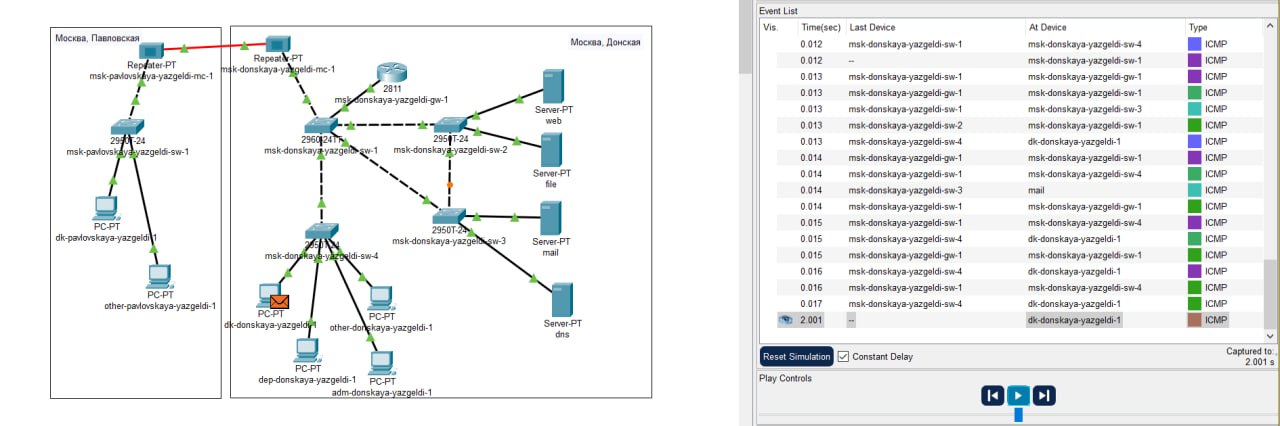 Москва, Павловская
Москва, Донская
Repeater-PT
msk-pavlovskaya-yazgeldi-mc-1
Repeater-PT
msk-donskaya-yazgeldi-mc-1
2811
msk-donskaya-yazgeldi-gw-1
Server-PT
web
2950T-24
msk-pavlovskaya-yazgeldi-sw-1
2960-24TT
msk-donskaya-yazgeldi-sw-1
2950T-24
msk-donskaya-yazgeldi-sw-2
Server-PT
file
PC-PT
dk-pavlovskaya-yazgeldi-1
2950T-24
msk-donskaya-yazgeldi-sw-3
Server-PT
mail
2950T-24
msk-donskaya-yazgeldi-sw-4
PC-PT
other-pavlovskaya-yazgeldi-1
PC-PT
dk-donskaya-yazgeldi-1
PC-PT
other-donskaya-yazgeldi-1
Server-PT
dns
PC-PT
dep-donskaya-yazgeldi-1
PC-PT
adm-donskaya-yazgeldi-1
Event List
Vis. Time(sec) Last Device At Device Type
0.012 msk-donskaya-yazgeldi-sw-1 msk-donskaya-yazgeldi-sw-4 ICMP
0.012 -- msk-donskaya-yazgeldi-sw-1 ICMP
0.013 msk-donskaya-yazgeldi-sw-1 msk-donskaya-yazgeldi-gw-1 ICMP
0.013 msk-donskaya-yazgeldi-gw-1 msk-donskaya-yazgeldi-sw-1 ICMP
0.013 msk-donskaya-yazgeldi-sw-1 msk-donskaya-yazgeldi-sw-3 ICMP
0.013 msk-donskaya-yazgeldi-sw-2 msk-donskaya-yazgeldi-sw-1 ICMP
0.013 msk-donskaya-yazgeldi-sw-4 dk-donskaya-yazgeldi-1 ICMP
0.014 msk-donskaya-yazgeldi-gw-1 msk-donskaya-yazgeldi-sw-1 ICMP
0.014 msk-donskaya-yazgeldi-sw-1 msk-donskaya-yazgeldi-sw-4 ICMP
0.014 msk-donskaya-yazgeldi-sw-3 mail ICMP
0.014 msk-donskaya-yazgeldi-sw-1 msk-donskaya-yazgeldi-gw-1 ICMP
0.015 msk-donskaya-yazgeldi-sw-1 msk-donskaya-yazgeldi-sw-4 ICMP
0.015 msk-donskaya-yazgeldi-sw-4 dk-donskaya-yazgeldi-1 ICMP
0.015 msk-donskaya-yazgeldi-gw-1 msk-donskaya-yazgeldi-sw-1 ICMP
0.016 msk-donskaya-yazgeldi-sw-4 dk-donskaya-yazgeldi-1 ICMP
0.016 msk-donskaya-yazgeldi-sw-1 msk-donskaya-yazgeldi-sw-4 ICMP
0.017 msk-donskaya-yazgeldi-sw-4 dk-donskaya-yazgeldi-1 ICMP
2.001 -- dk-donskaya-yazgeldi-1 ICMP
Reset Simulation Constant Delay
Captured to:
2.001 s
Play Controls